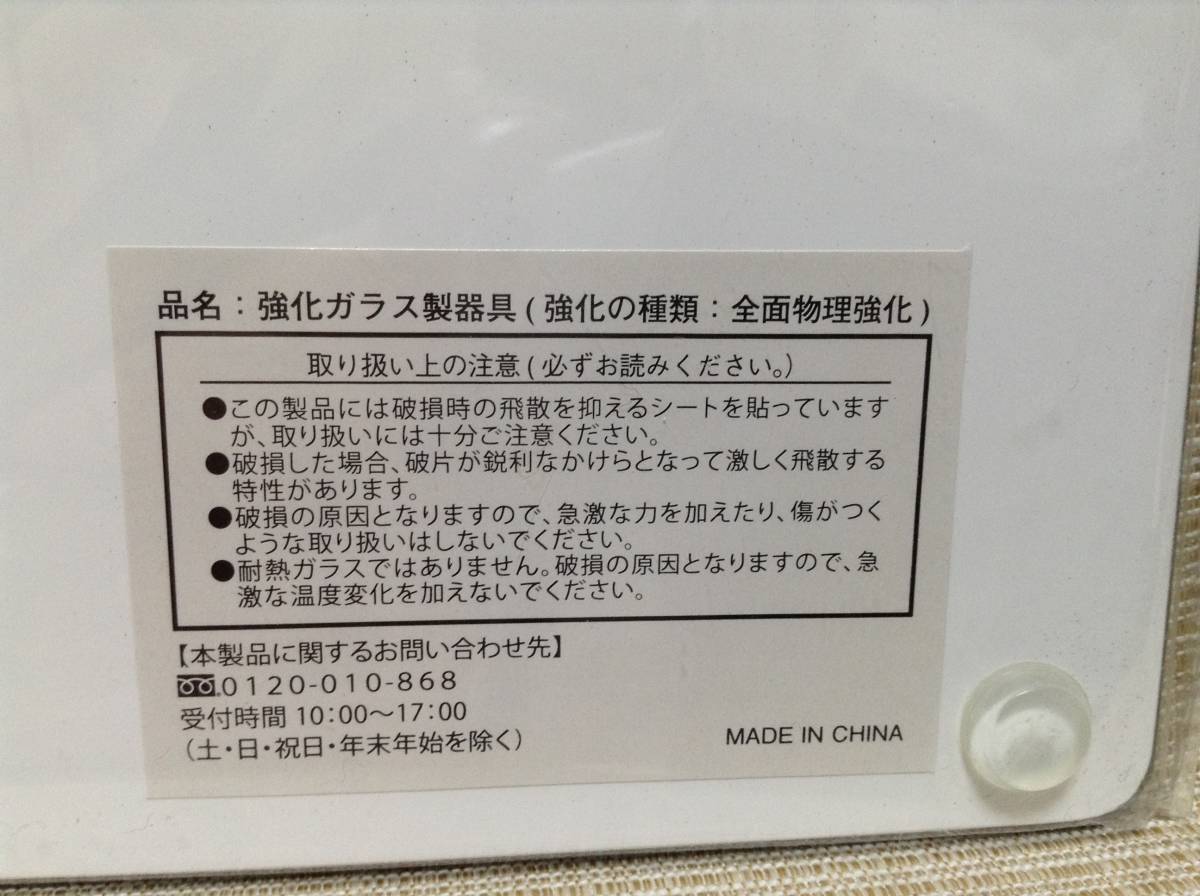 品名：強化ガラス製器具(強化の種類：全面物理強化)
取り扱い上の注意(必ずお読みください。)
●この製品には破損時の飛散を抑えるシートを貼っています
が、取り扱いには十分ご注意ください。
●破損した場合、破片が鋭利なかけらとなって激しく飛散する
特性があります。
●破損の原因となりますので、急激な力を加えたり、傷がつく
ような取り扱いはしないでください。
●耐熱ガラスではありません。破損の原因となりますので、急
激な温度変化を加えないでください。
【本製品に関するお問い合わせ先】
0120-010-868
受付時間 10:00～17:00
(土・日・祝日・年末年始を除く)
MADE IN CHINA